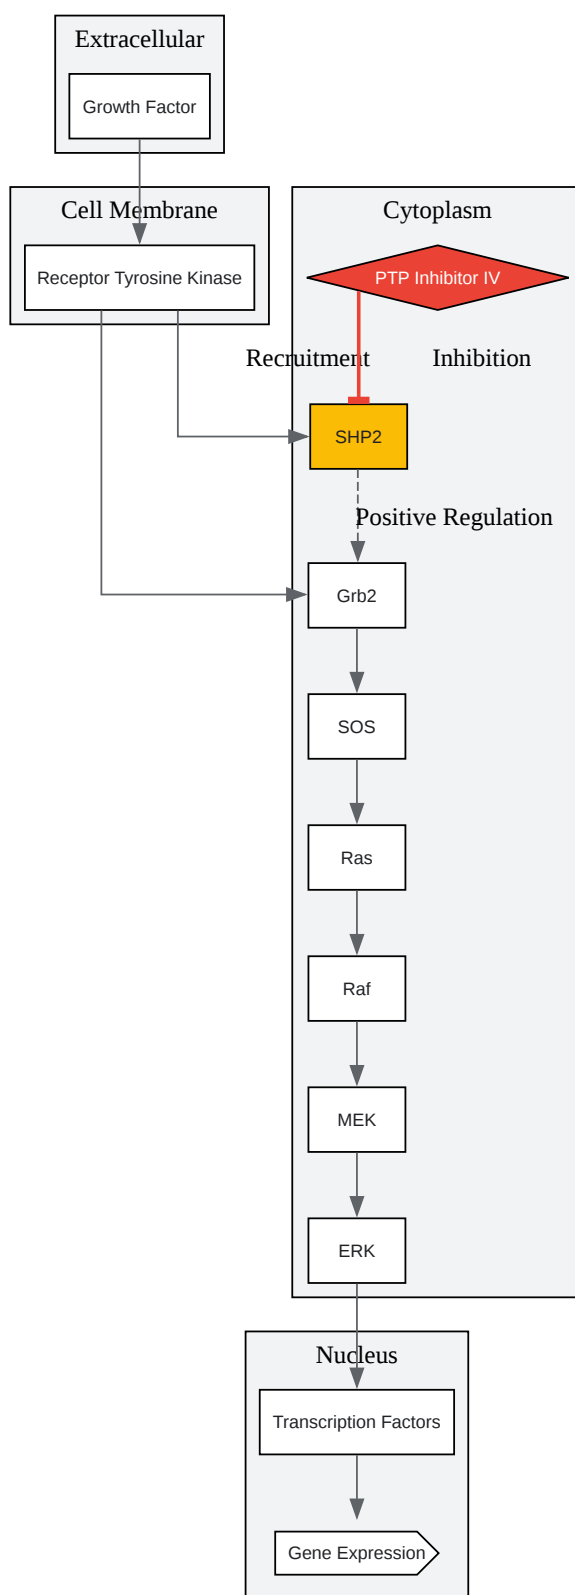 Extracellular
Growth Factor
Cell Membrane
Receptor Tyrosine Kinase
Cytoplasm
PTP Inhibitor IV
Recruitment
Inhibition
SHP2
Positive Regulation
Grb2
SOS
Ras
Raf
MEK
ERK
Nucleus
Transcription Factors
Gene Expression